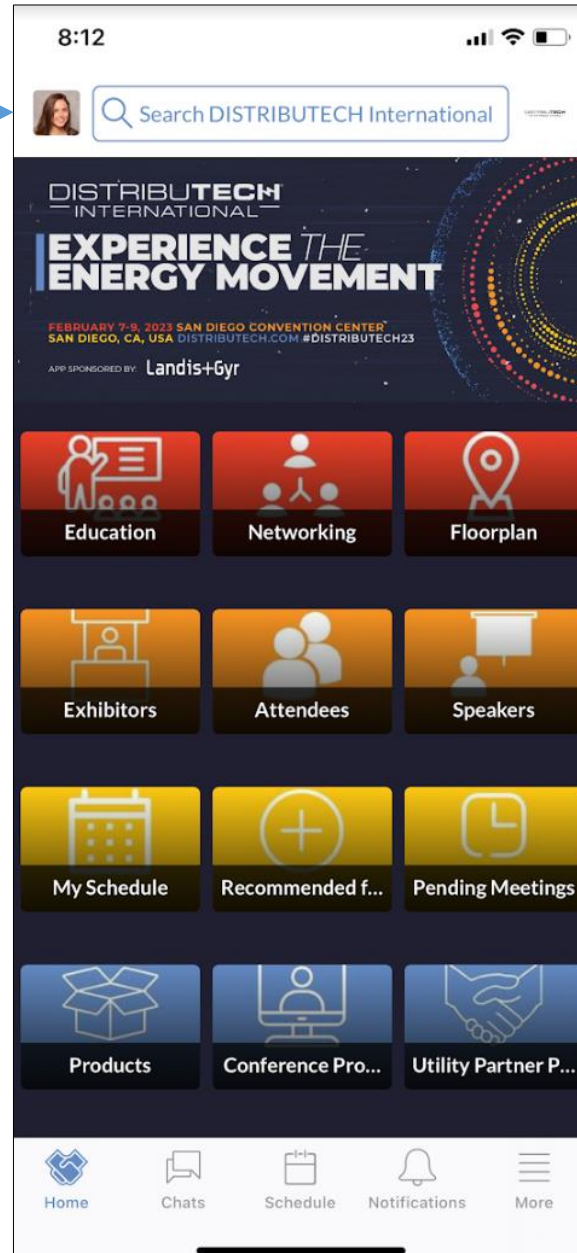 8:12
Search DISTRIBUTECH International
DISTRIBUTECH
INTERNATIONAL
EXPERIENCE THE
ENERGY MOVEMENT
FEBRUARY 7-9, 2023 SAN DIEGO CONVENTION CENTER
SAN DIEGO, CA, USA DISTRIBUTECH.COM #DISTRIBUTECH23
APP SPONSORED BY: Landis+Gyr
Education Networking Floorplan
Exhibitors Attendees Speakers
My Schedule Recommended f... Pending Meetings
Products Conference Pro... Utility Partner P...
Home Chats Schedule Notifications More